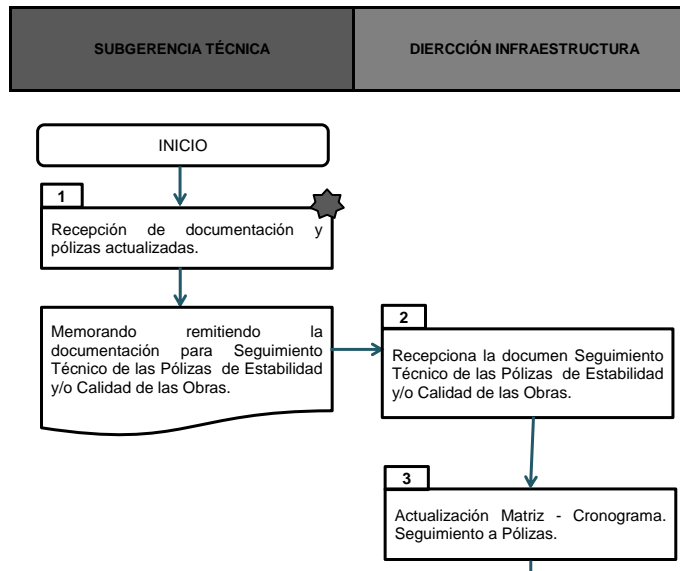 SUBGERENCIA TÉCNICA
DIERCCIÓN INFRAESTRUCTURA
INICIO
1
Recepción de documentación y
pólizas actualizadas.
Memorando remitiendo la
documentación para Seguimiento
Técnico de las Pólizas de Estabilidad
y/o Calidad de las Obras.
2
Recepciona la documen Seguimiento
Técnico de las Pólizas de Estabilidad
y/o Calidad de las Obras.
3
Actualización Matriz - Cronograma.
Seguimiento a Pólizas.